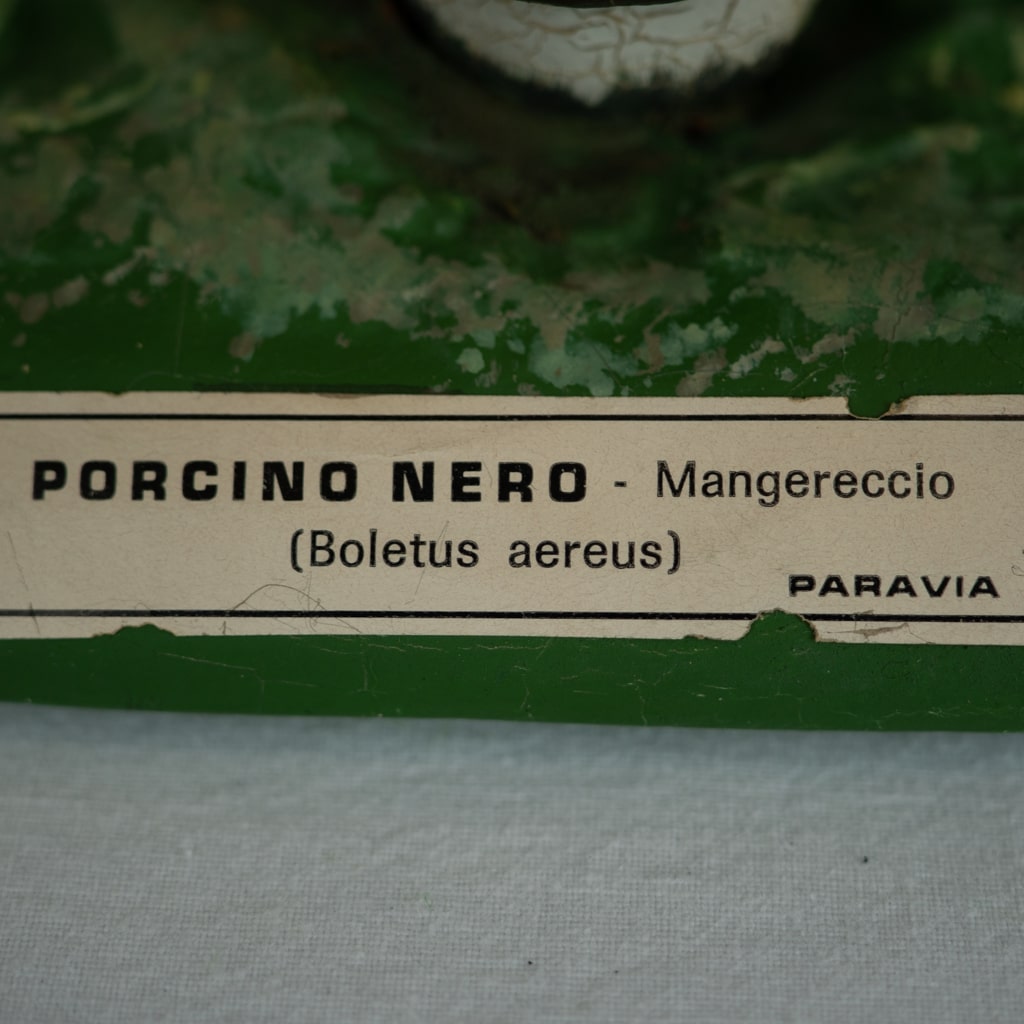 PORCINO NERO - Mangereccio
(Boletus aereus)
PARAVIA